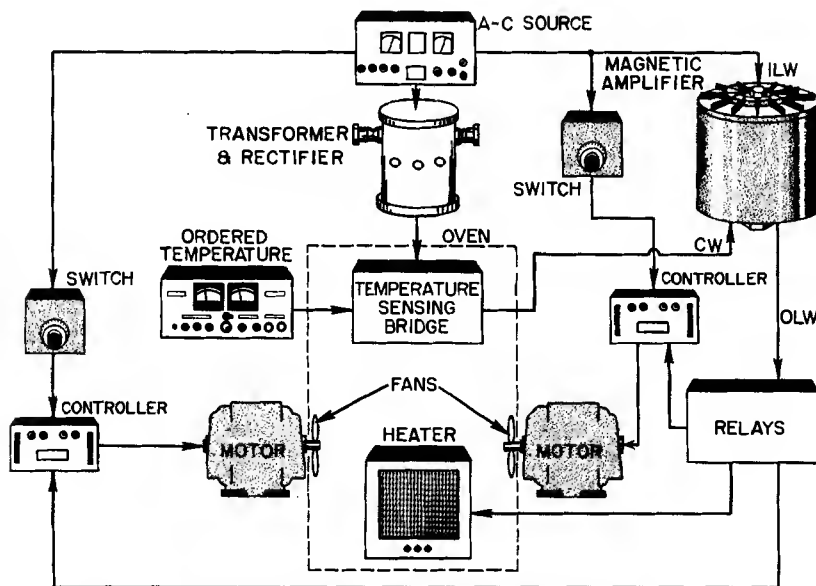 A-C SOURCE
MAGNETIC
AMPLIFIER
ILW
TRANSFORMER
& RECTIFIER
SWITCH
ORDERED
TEMPERATURE
OVEN
CW
SWITCH
TEMPERATURE
SENSING
BRIDGE
CONTROLLER
OLW
CONTROLLER
FANS
MOTOR
HEATER
MOTOR
RELAYS